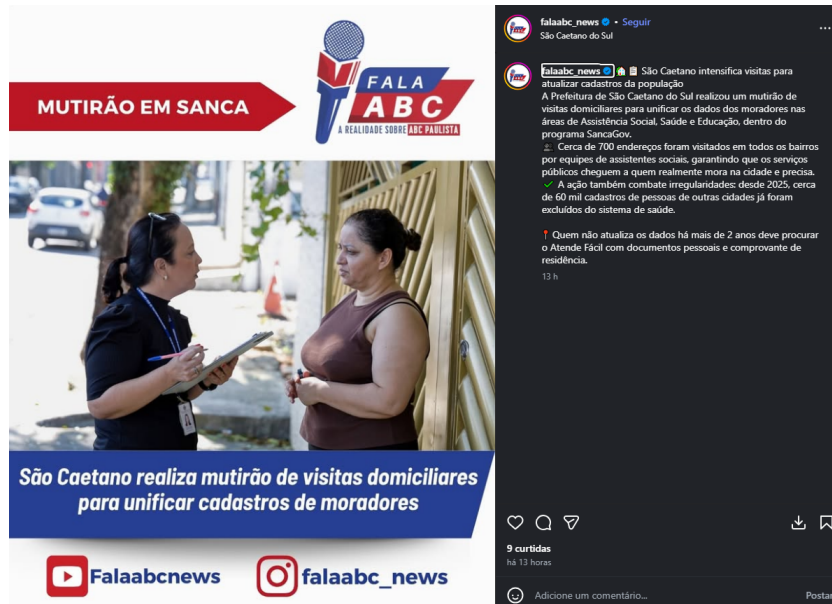 MUTIRÃO EM SANCA
FALA
ABC
A REALIDADE SOBRE ABC PAULISTA
São Caetano realiza mutirão de visitas domiciliares
para unificar cadastros de moradores
Falaabcnews
falaabc_news
falaabc_news • Seguir
São Caetano do Sul
falaabc_news São Caetano intensifica visitas para
atualizar cadastros da população
A Prefeitura de São Caetano do Sul realizou um mutirão de
visitas domiciliares para unificar os dados dos moradores nas
áreas de Assistência Social, Saúde e Educação, dentro do
programa SancaGov.
Cerca de 700 endereços foram visitados em todos os bairros
por equipes de assistentes sociais, garantindo que os serviços
públicos cheguem a quem realmente mora na cidade e precisa.
A ação também combate irregularidades: desde 2025, cerca
de 60 mil cadastros de pessoas de outras cidades já foram
excluídos do sistema de saúde.
Quem não atualiza os dados há mais de 2 anos deve procurar
o Atende Fácil com documentos pessoais e comprovante de
residência.
13 h
9 curtidas
há 13 horas
Adicione um comentário...
Postar